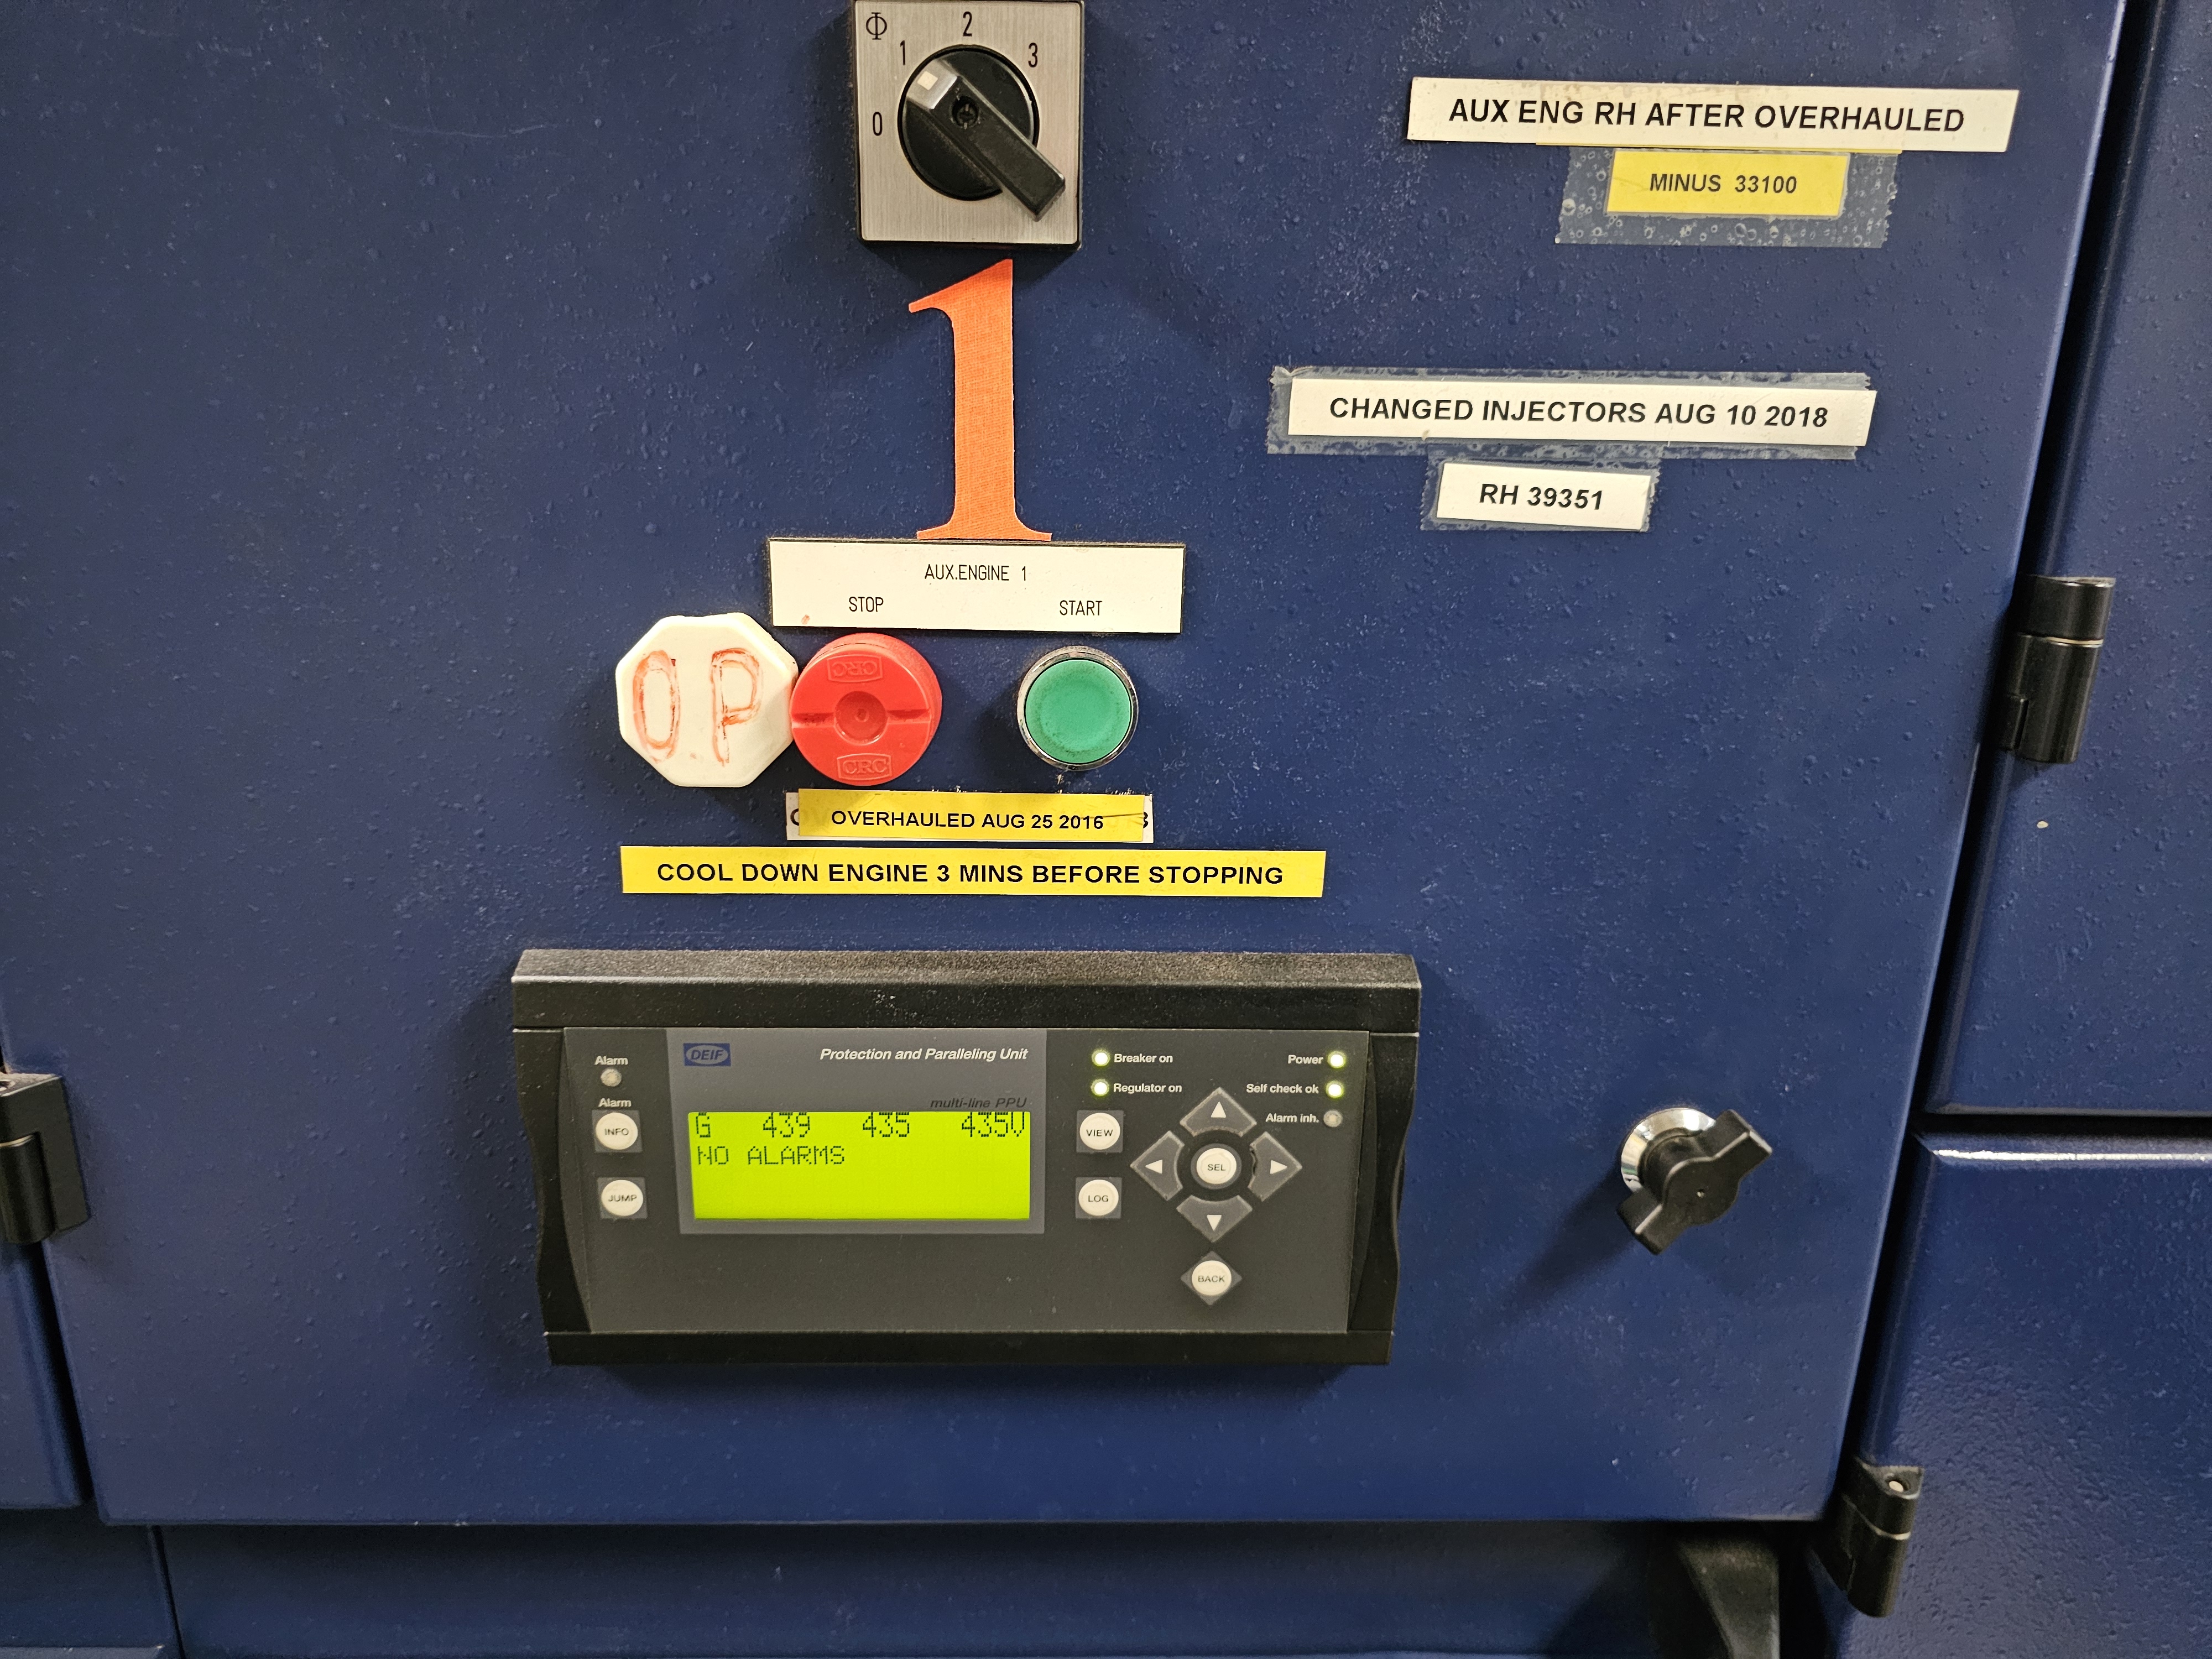 Φ
2
1
3
0
AUX ENG RH AFTER OVERHAULED
MINUS 33100
1
CHANGED INJECTORS AUG 10 2018
RH 39351
AUX.ENGINE 1
STOP START
O P
CRC
CRC
OVERHAULED AUG 25 2016
COOL DOWN ENGINE 3 MINS BEFORE STOPPING
DEIF
Protection and Paralleling Unit
multi-line PPU
Alarm
Alarm
INFO
JUMP
G 439 435 435V
NO ALARMS
Breaker on
Power
Regulator on
Self check ok
Alarm inh.
VIEW
LOG
SEL
BACK